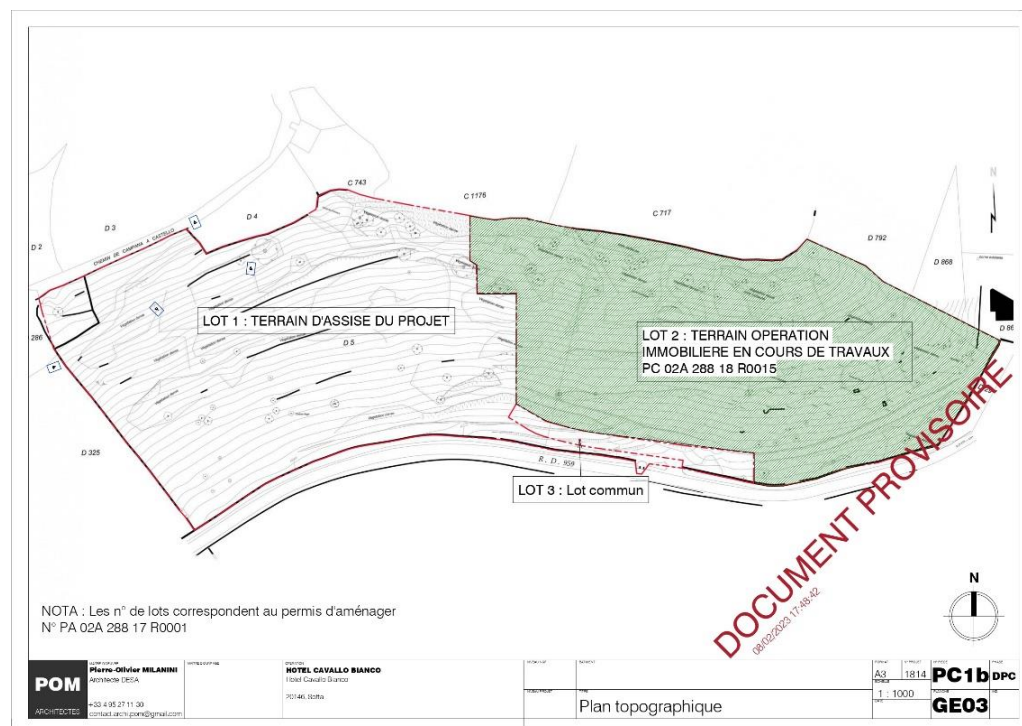 C 743
C 1176
C 717
D 792
D 868
D 3
D 4
D 2
CHEMIN DE CAMPANA A CASTELLO
N
LOT 1 : TERRAIN D'ASSISE DU PROJET
D 5
286
LOT 2 : TERRAIN OPERATION
IMMOBILIERE EN COURS DE TRAVAUX
PC 02A 288 18 R0015
D 325
R. D. 959
LOT 3 : Lot commun
DOCUMENT PROVISOIRE
08/02/2023 17:48:42
NOTA : Les n° de lots correspondent au permis d'aménager
N° PA 02A 288 17 R0001
N
POM
ARCHITECTES
Pierre-Olivier MILANINI
Architecte DESA
+33 4 95 27 11 30
contact.archi.pom@gmail.com
HOTEL CAVALLO BIANCO
Hotel Cavallo Bianco
20146, Sotta
Plan topographique
A3
1814
1 : 1000
PC1b
DPC
GE03